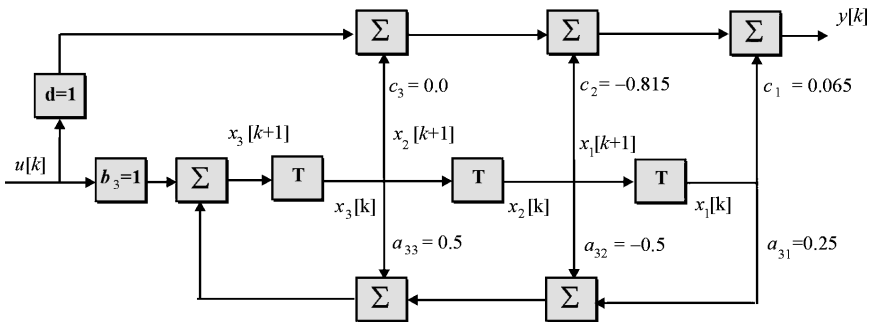 Σ Σ Σ y[k]
d=1 c₃ = 0.0 c₂= –0.815 c₁ = 0.065
x₃ [k+1] x₂ [k+1] x₁[k+1]
u[k] b₃=1 Σ T T T
x₃[k] x₂[k] x₁[k]
a₃₃ = 0.5 a₃₂ = –0.5 a₃₁=0.25
Σ Σ